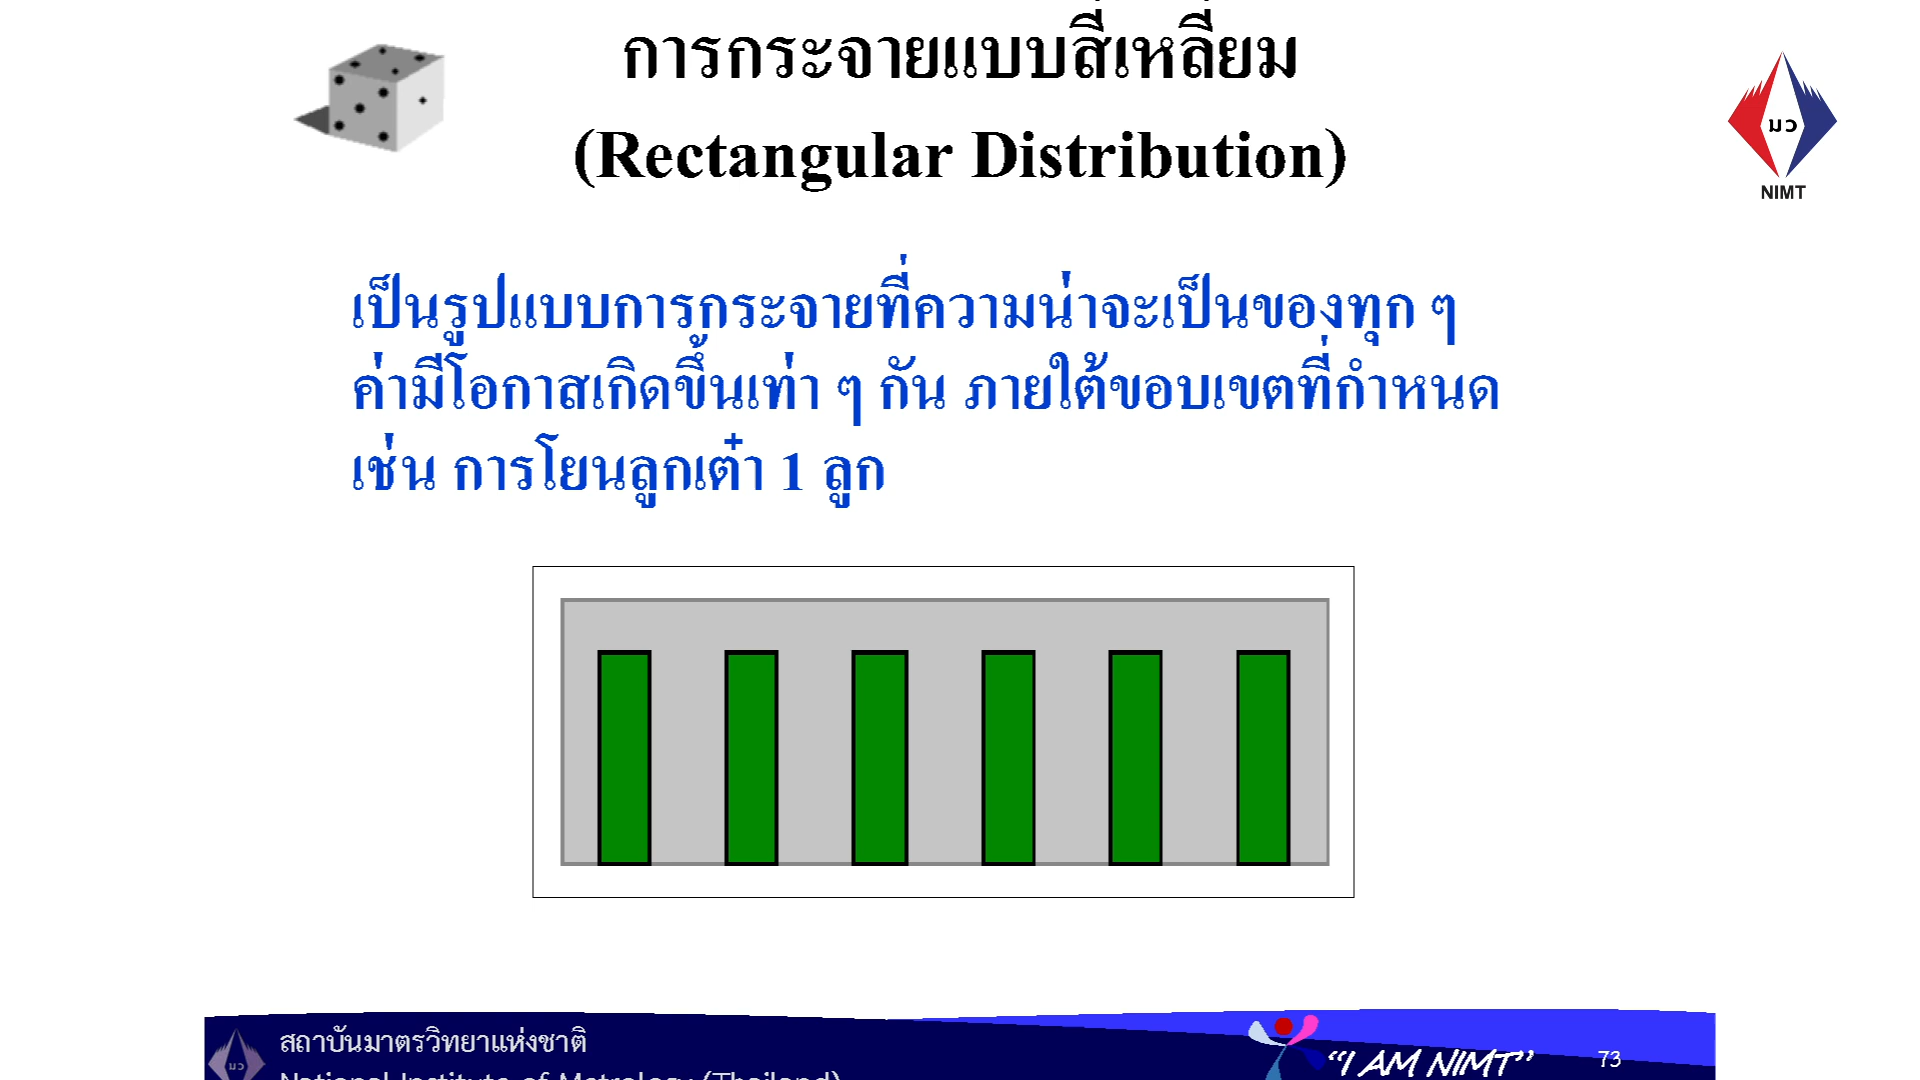 การกระจายแบบสี่เหลี่ยม
(Rectangular Distribution)
มว
NIMT
เป็นรูปแบบการกระจายที่ความน่าจะเป็นของทุก ๆ
ค่ามีโอกาสเกิดขึ้นเท่า ๆ กัน ภายใต้ขอบเขตที่กำหนด
เช่น การโยนลูกเต๋า 1 ลูก
มว
สถาบันมาตรวิทยาแห่งชาติ
National Institute of Metrology (Thailand)
“I AM NIMT”
73